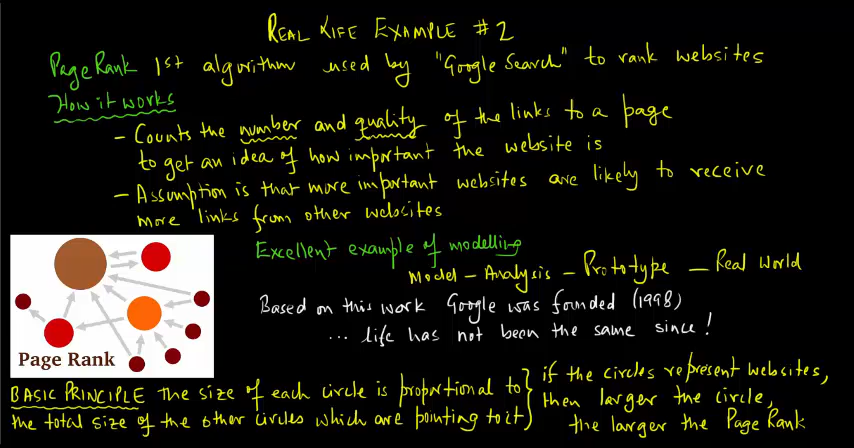 REAL LIFE EXAMPLE #2
PageRank 1st algorithm used by "Google Search" to rank websites
How it works
- Counts the number and quality of the links to a page
to get an idea of how important the website is
- Assumption is that more important websites are likely to receive
more links from other websites
Excellent example of modelling
Model - Analysis - Prototype - Real World
Based on this work Google was founded (1998)
... life has not been the same since!
Page Rank
BASIC PRINCIPLE The size of each circle is proportional to
the total size of the other circles which are pointing to it
if the circles represent websites,
then larger the circle,
the larger the Page Rank